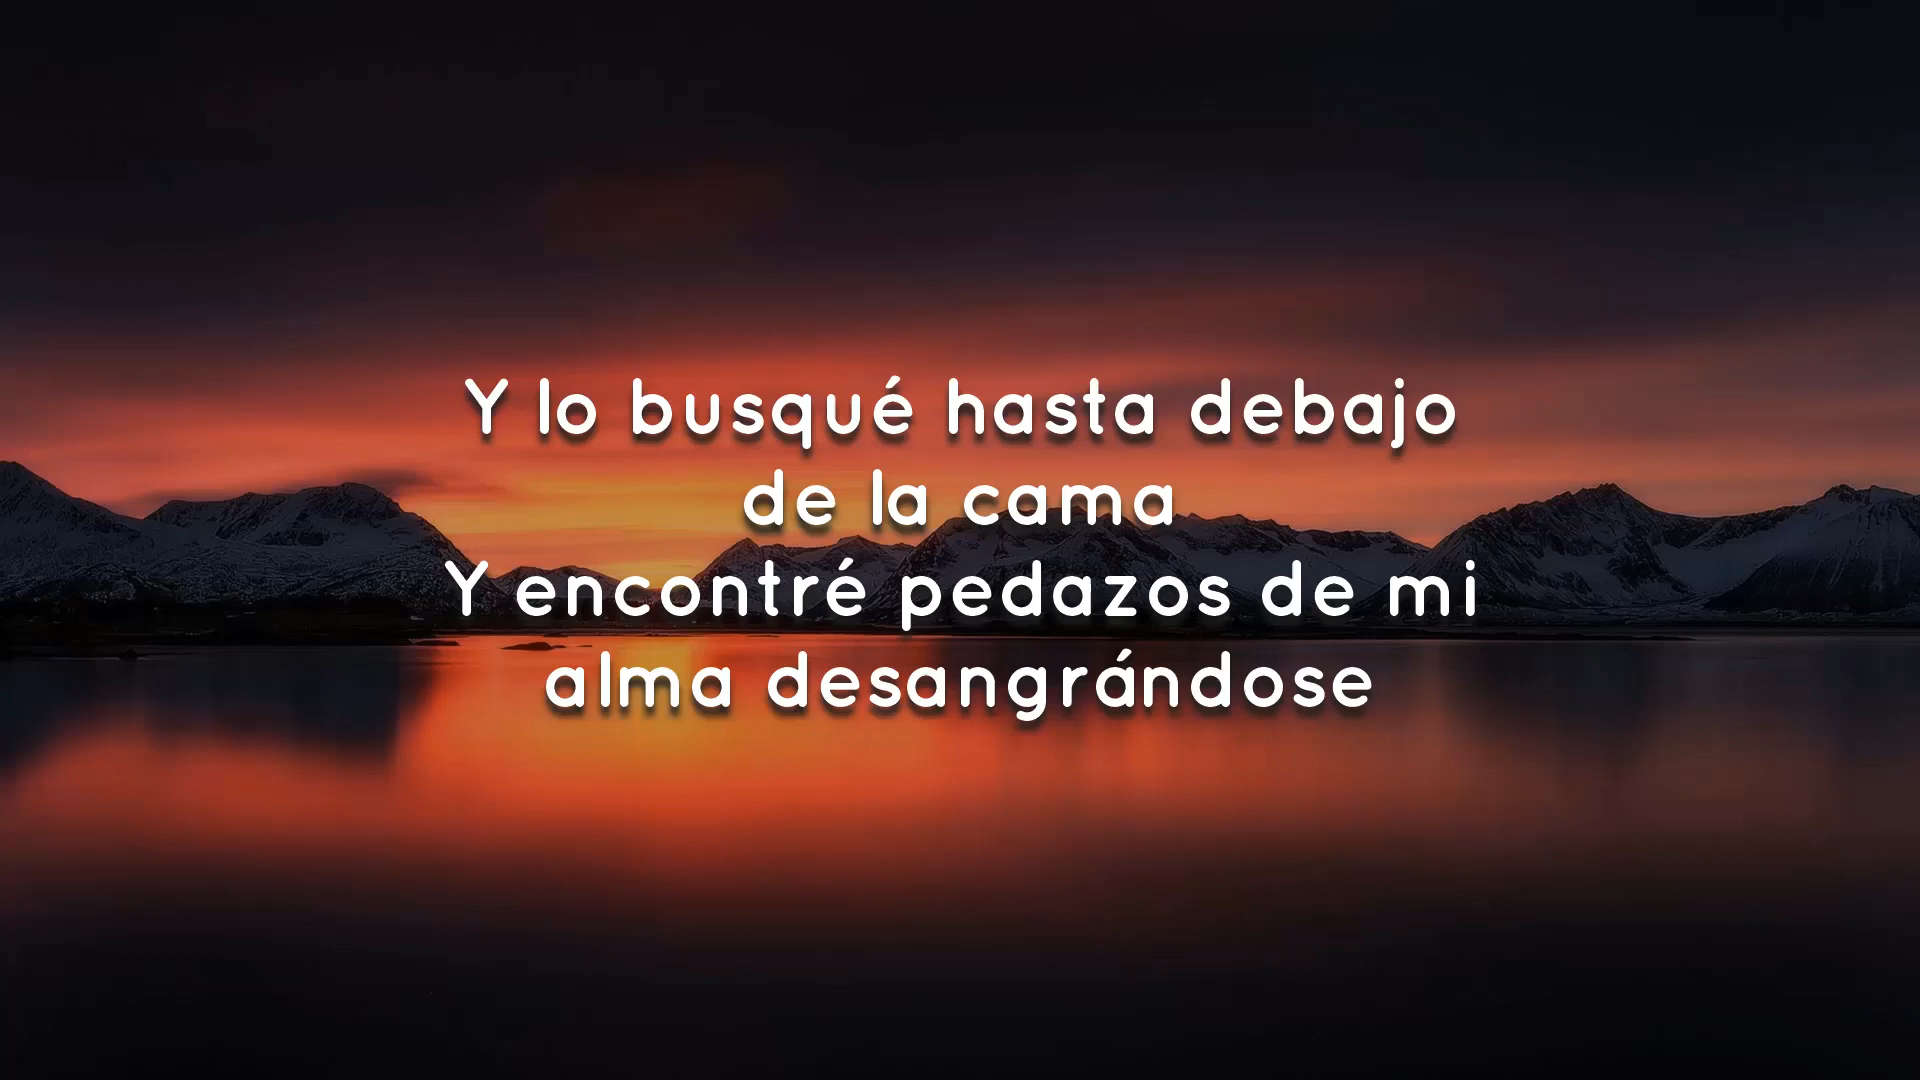 Y lo busqué hasta debajo
de la cama
Y encontré pedazos de mi
alma desangrándose